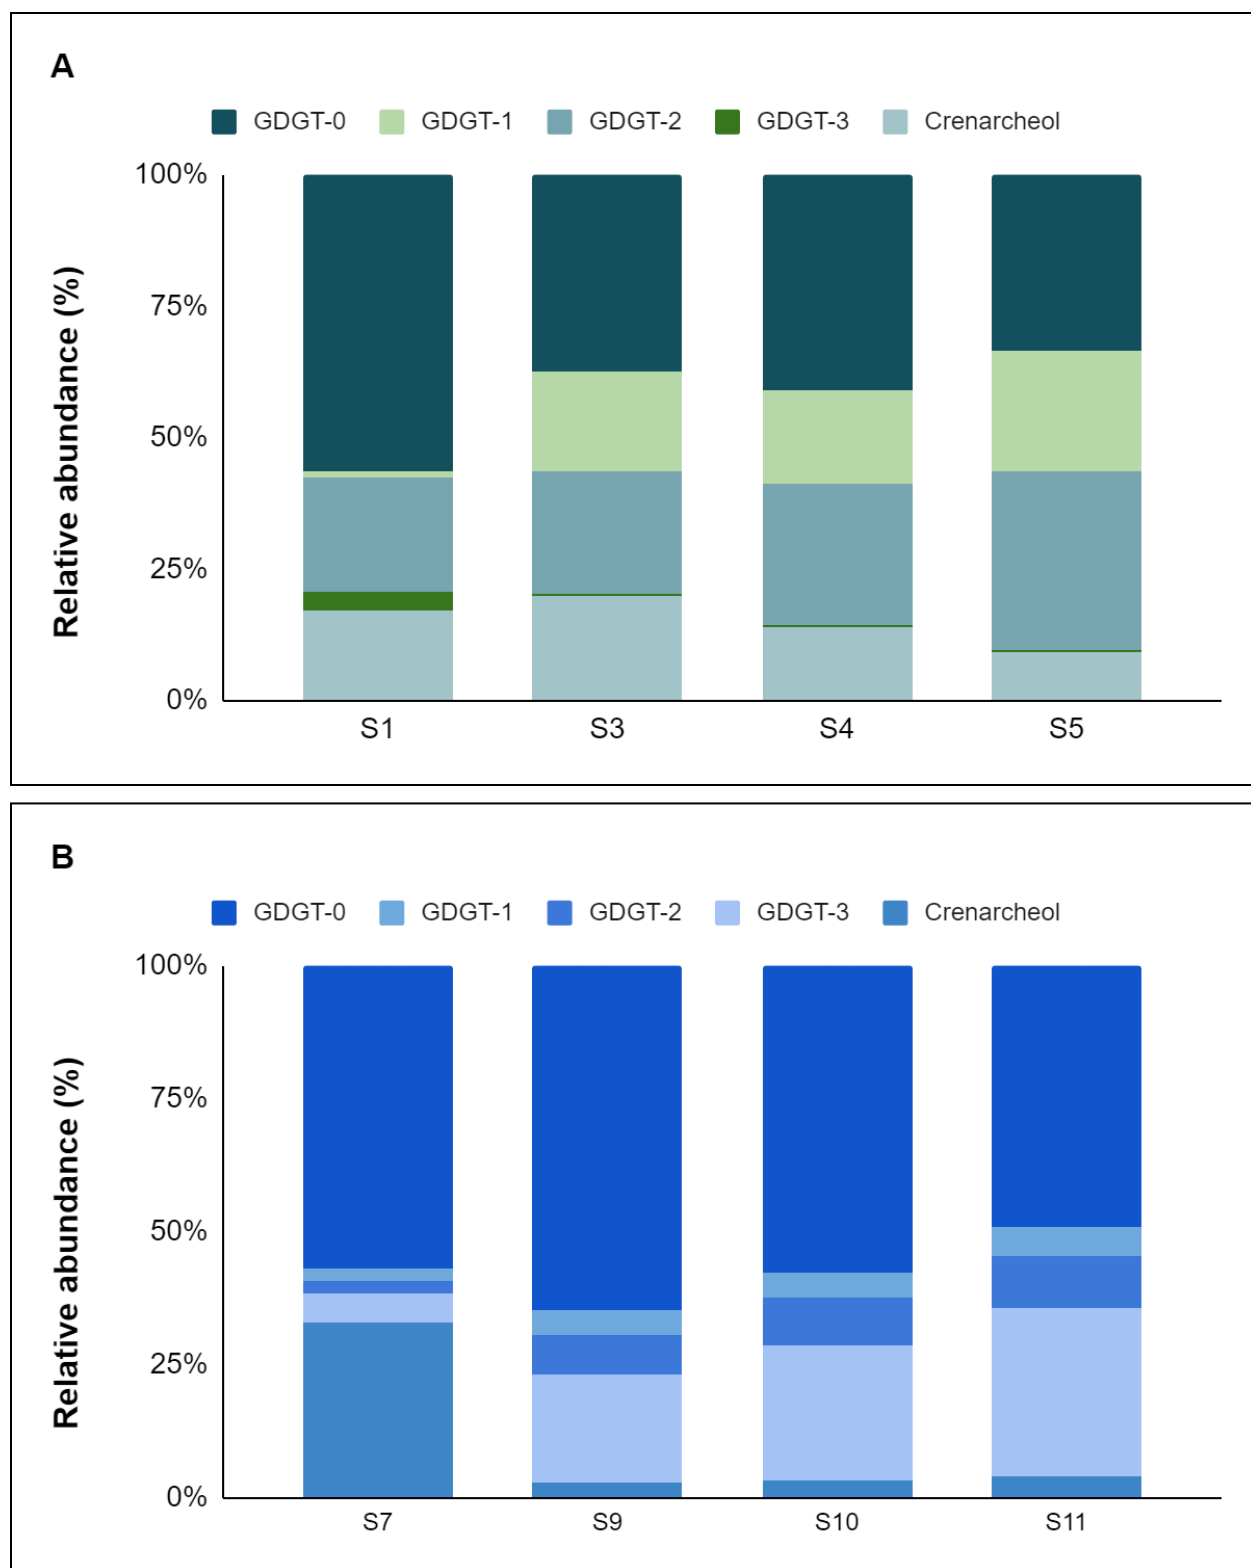 A
GDGT-0 GDGT-1 GDGT-2 GDGT-3 Crenarcheol
Relative abundance (%)
100%
75%
50%
25%
0%
S1 S3 S4 S5
B
GDGT-0 GDGT-1 GDGT-2 GDGT-3 Crenarcheol
Relative abundance (%)
100%
75%
50%
25%
0%
S7 S9 S10 S11